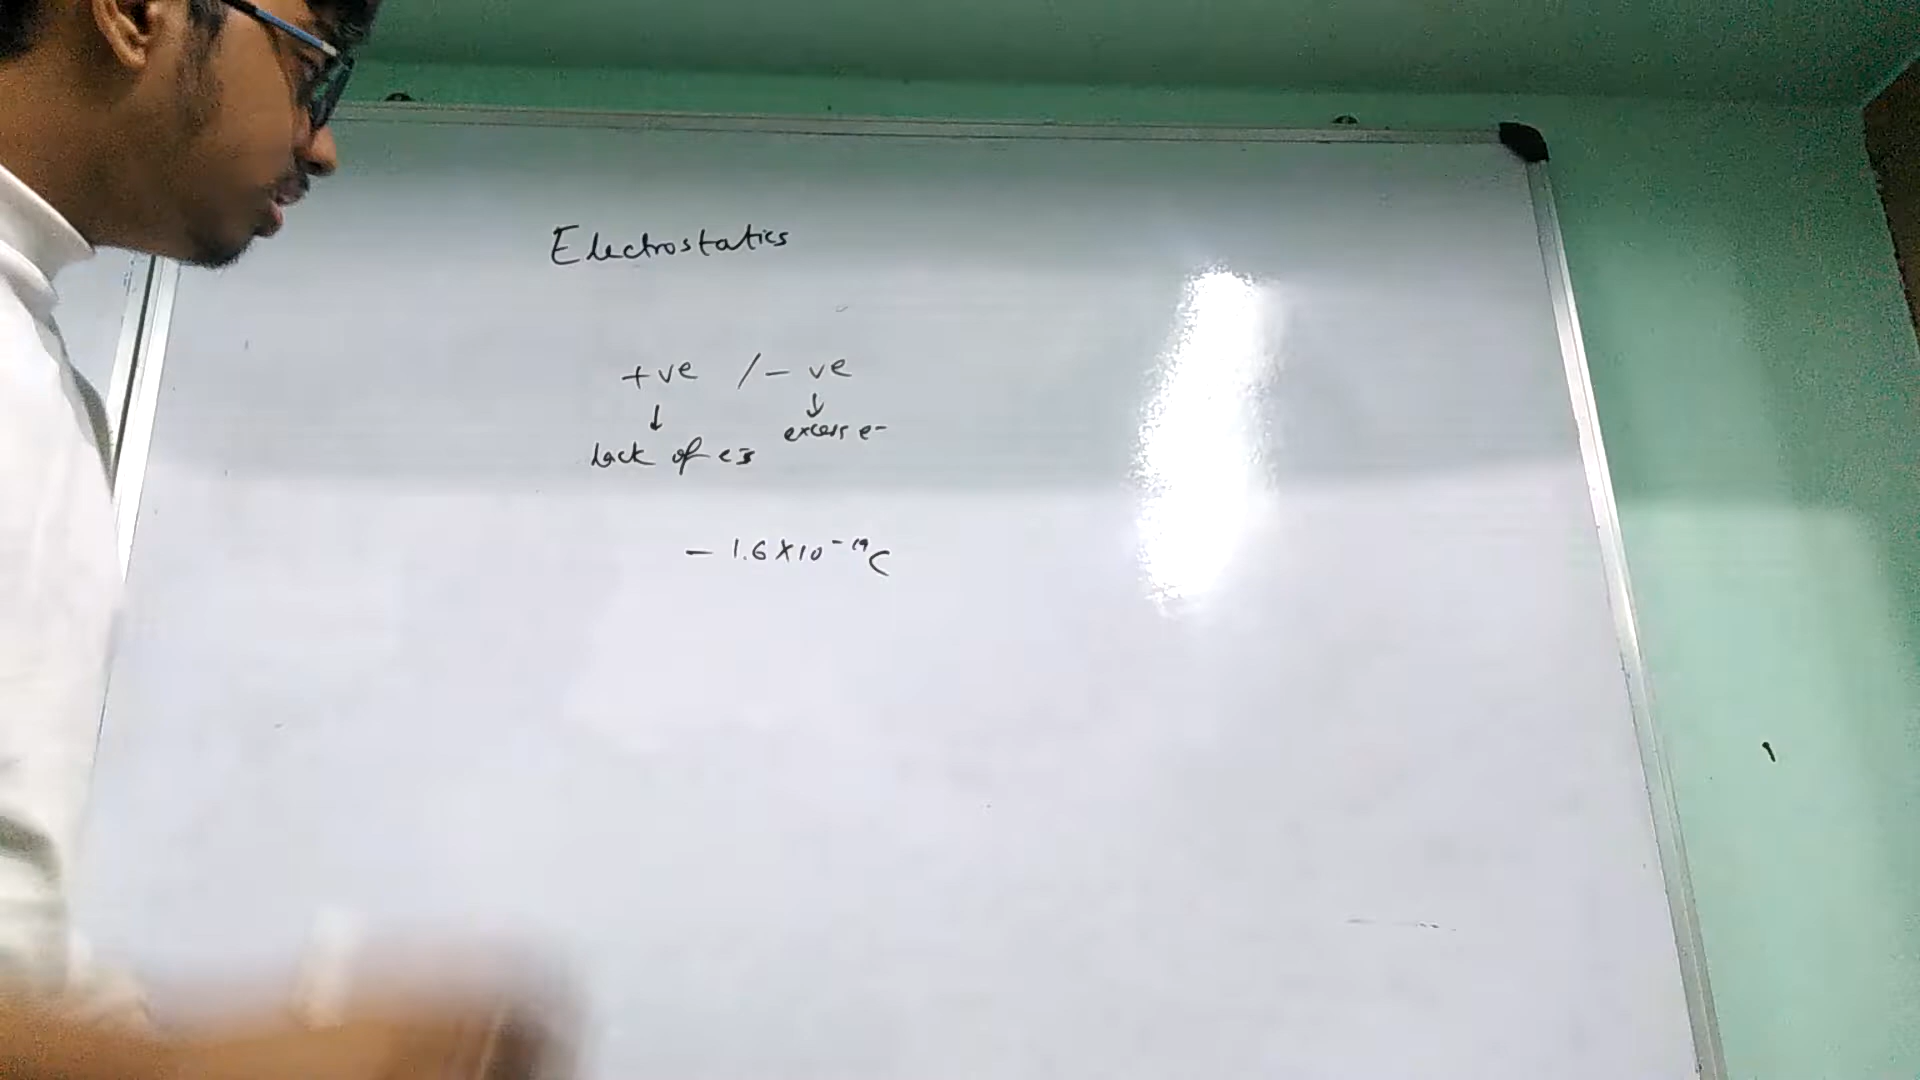 Electrostatics
+ve / - ve
↓ ↓
excess e-
Lack of
- 1.6 X 10⁻¹⁹ C